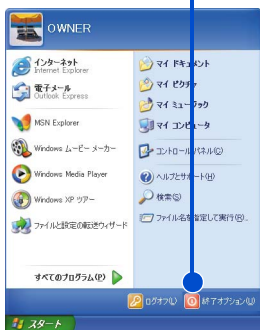 OWNER
インターネット
Internet Explorer
電子メール
Outlook Express
MSN Explorer
Windows ムービー メーカー
Windows Media Player
Windows XP ツアー
ファイルと設定の転送ウィザード
すべてのプログラム(P)
マイ ドキュメント
マイ ピクチャ
マイ ミュージック
マイ コンピュータ
コントロール パネル(C)
ヘルプとサポート(H)
検索(S)
ファイル名を指定して実行(R)...
ログオフ(L)
終了オプション(U)
スタート